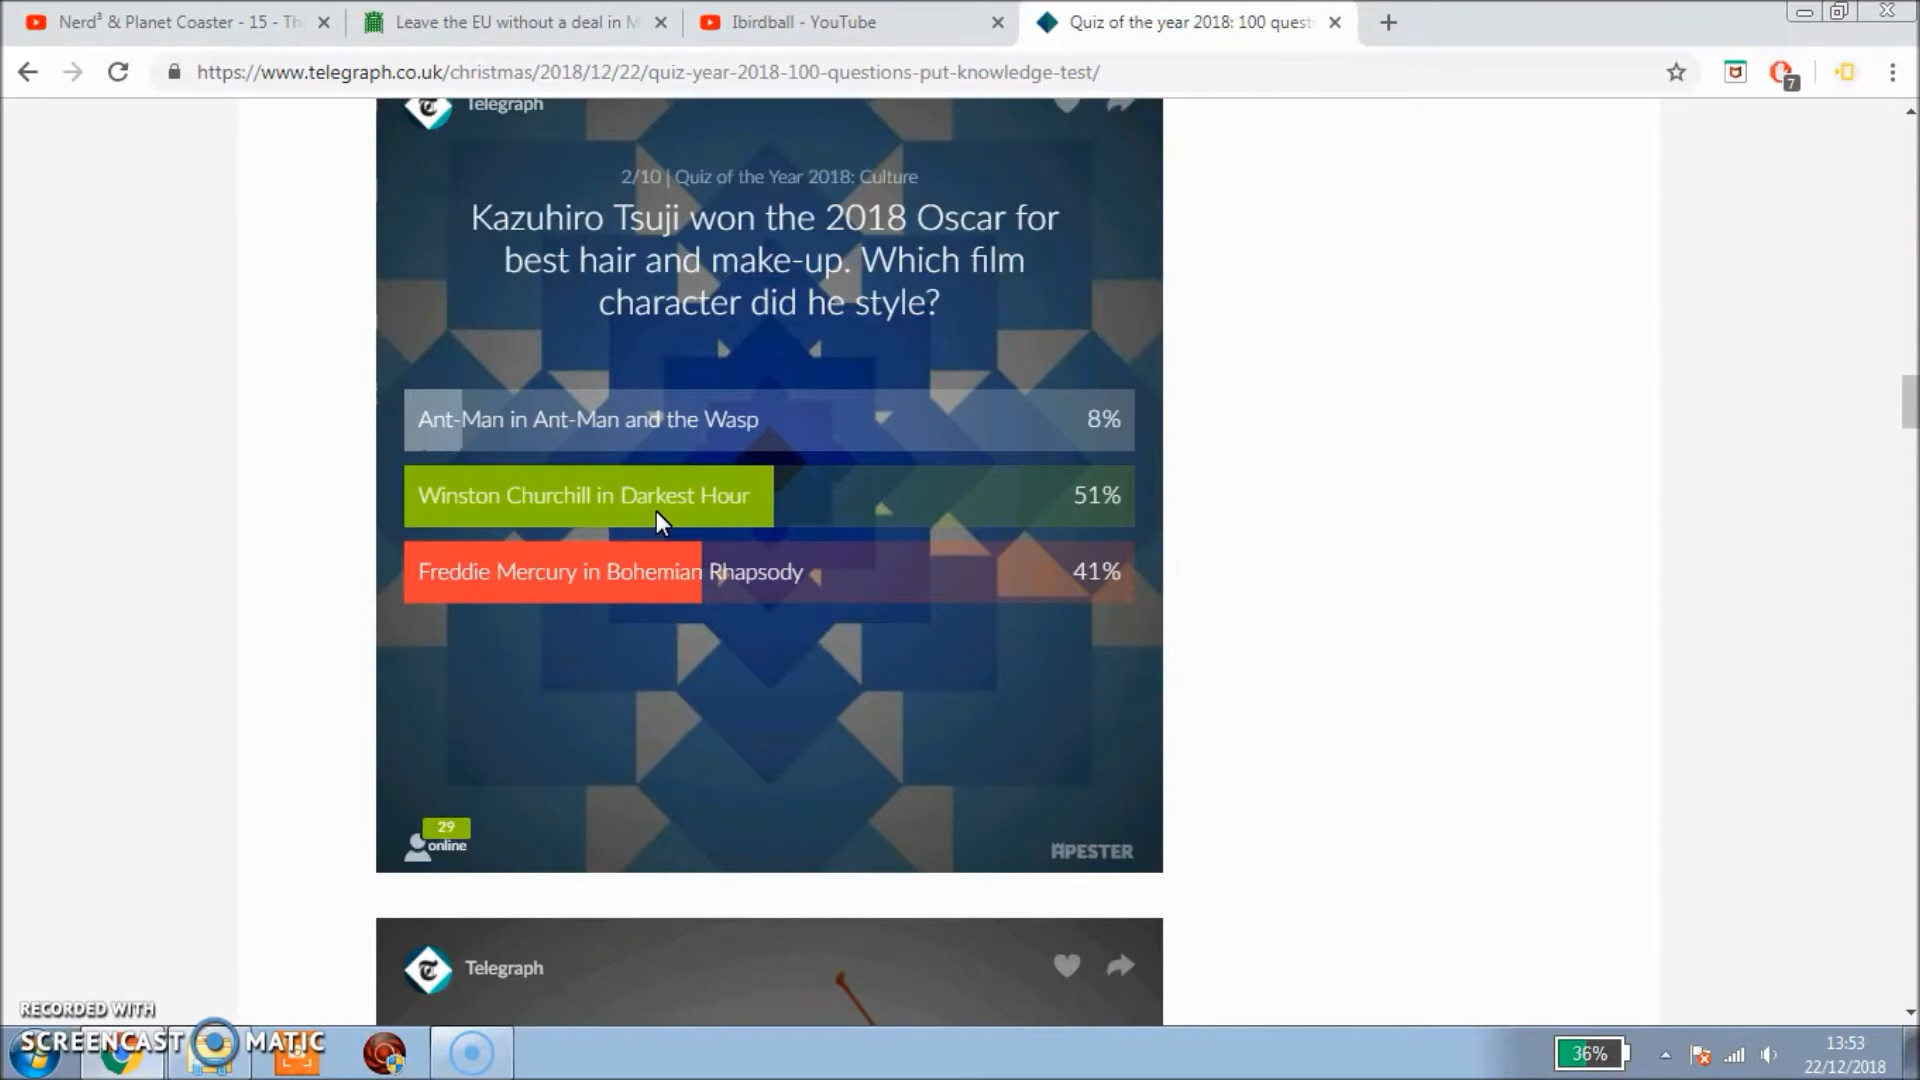 Nerd³ & Planet Coaster - 15 - Th
Leave the EU without a deal in M
Ibirdball - YouTube
Quiz of the year 2018: 100 quest
https://www.telegraph.co.uk/christmas/2018/12/22/quiz-year-2018-100-questions-put-knowledge-test/
7
Telegraph
2/10 | Quiz of the Year 2018: Culture
Kazuhiro Tsuji won the 2018 Oscar for
best hair and make-up. Which film
character did he style?
Ant-Man in Ant-Man and the Wasp 8%
Winston Churchill in Darkest Hour 51%
Freddie Mercury in Bohemian Rhapsody 41%
29
online
APESTER
Telegraph
RECORDED WITH
SCREENCAST MATIC
36%
13:53
22/12/2018